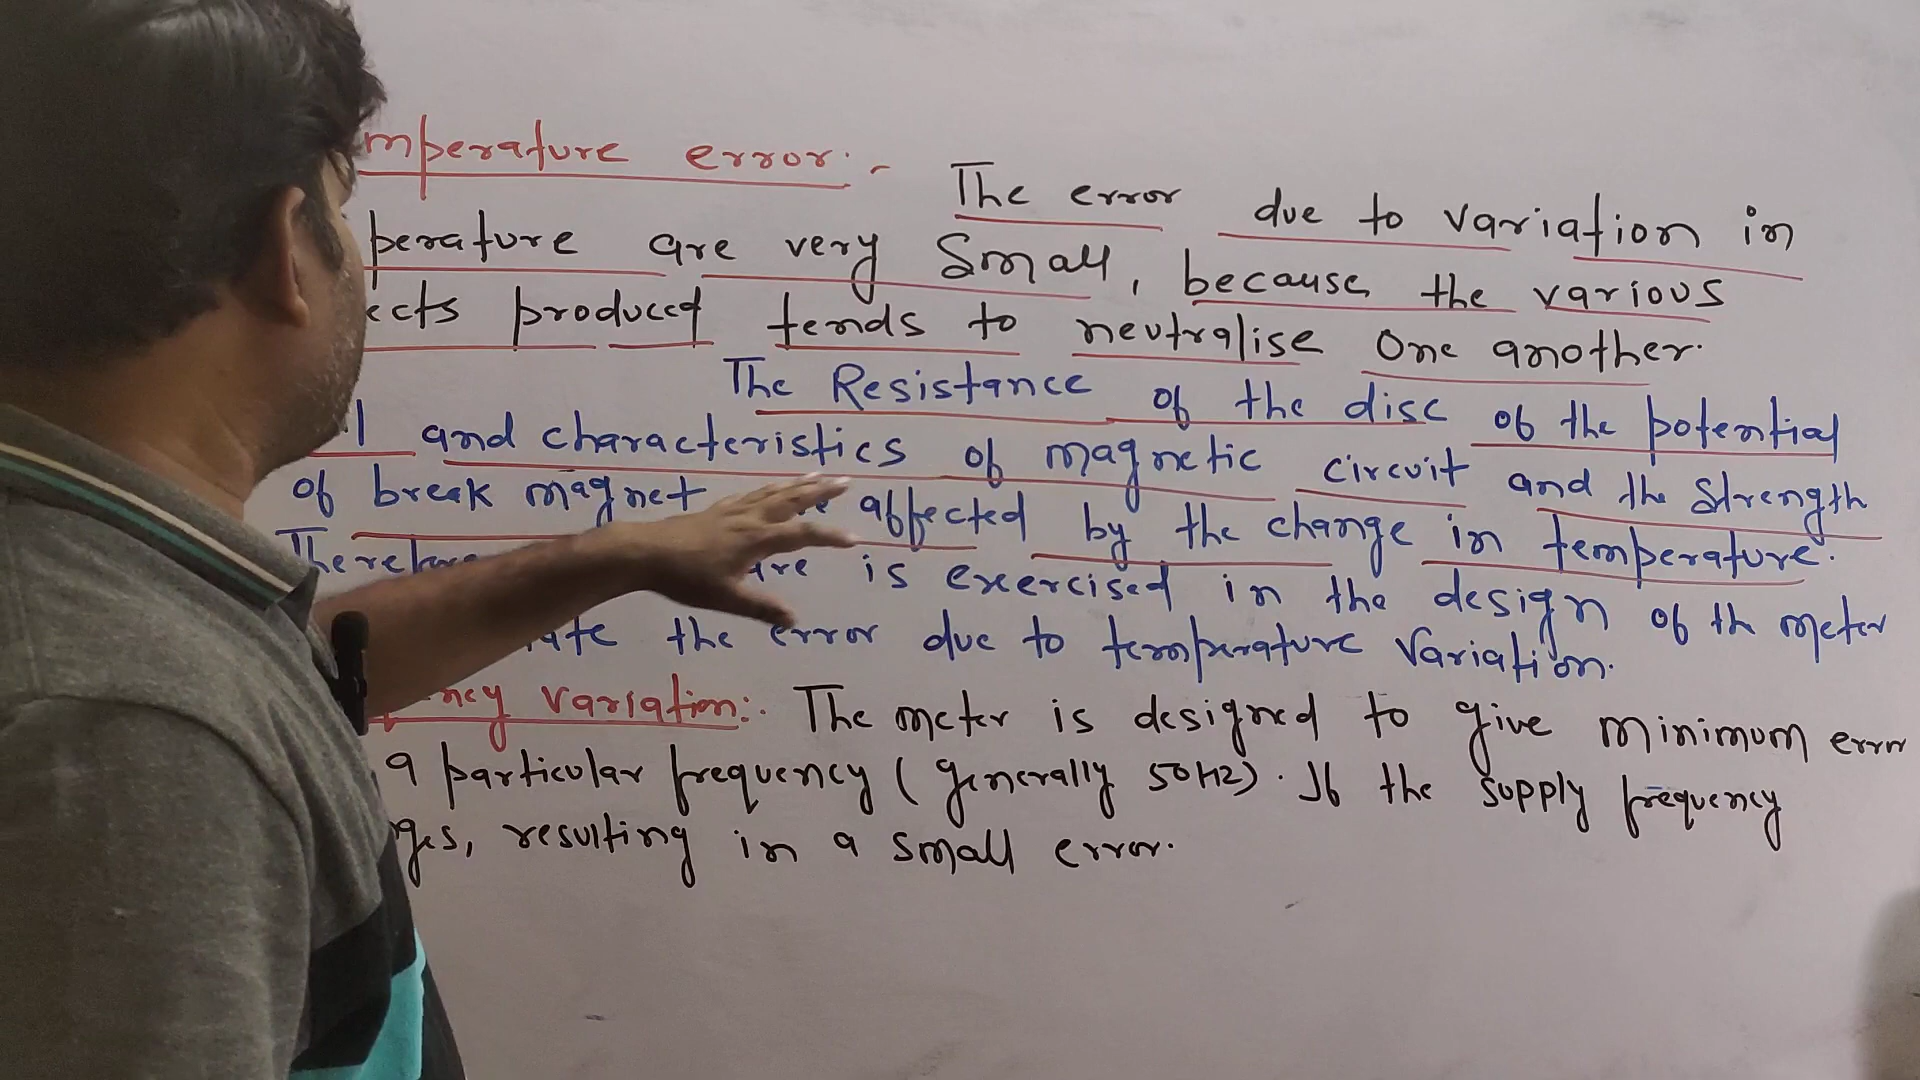 mperature error:-
The error due to variation in
perature are very Small, because the various
ects produced tends to neutralise One another.
The Resistance of the disc of the potential
and characteristics of magnetic circuit and the Strength
of break magnet affected by the change in temperature.
Therefore is exercised in the design of the meter
ate the error due to temperature Variation.
ncy variation:- The meter is designed to give minimum error
a particular frequency (generally 50Hz). If the supply frequency
ges, resulting in a small error.